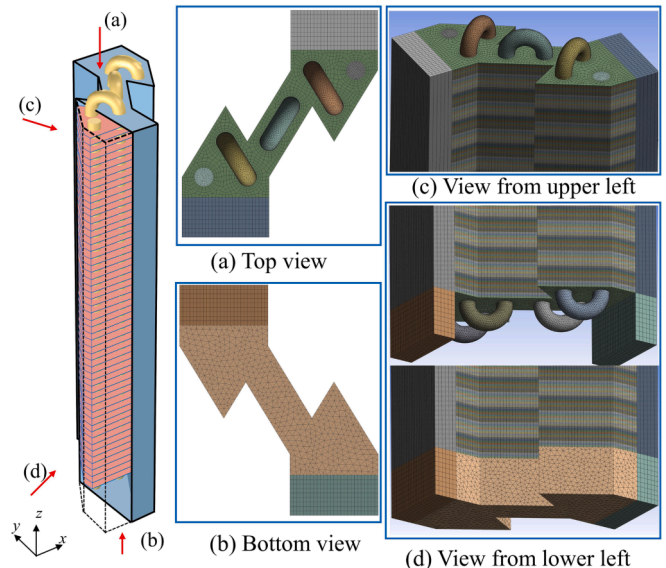 (a)
(c)
(d)
(b)
z
y
x
(a) Top view
(b) Bottom view
(c) View from upper left
(d) View from lower left